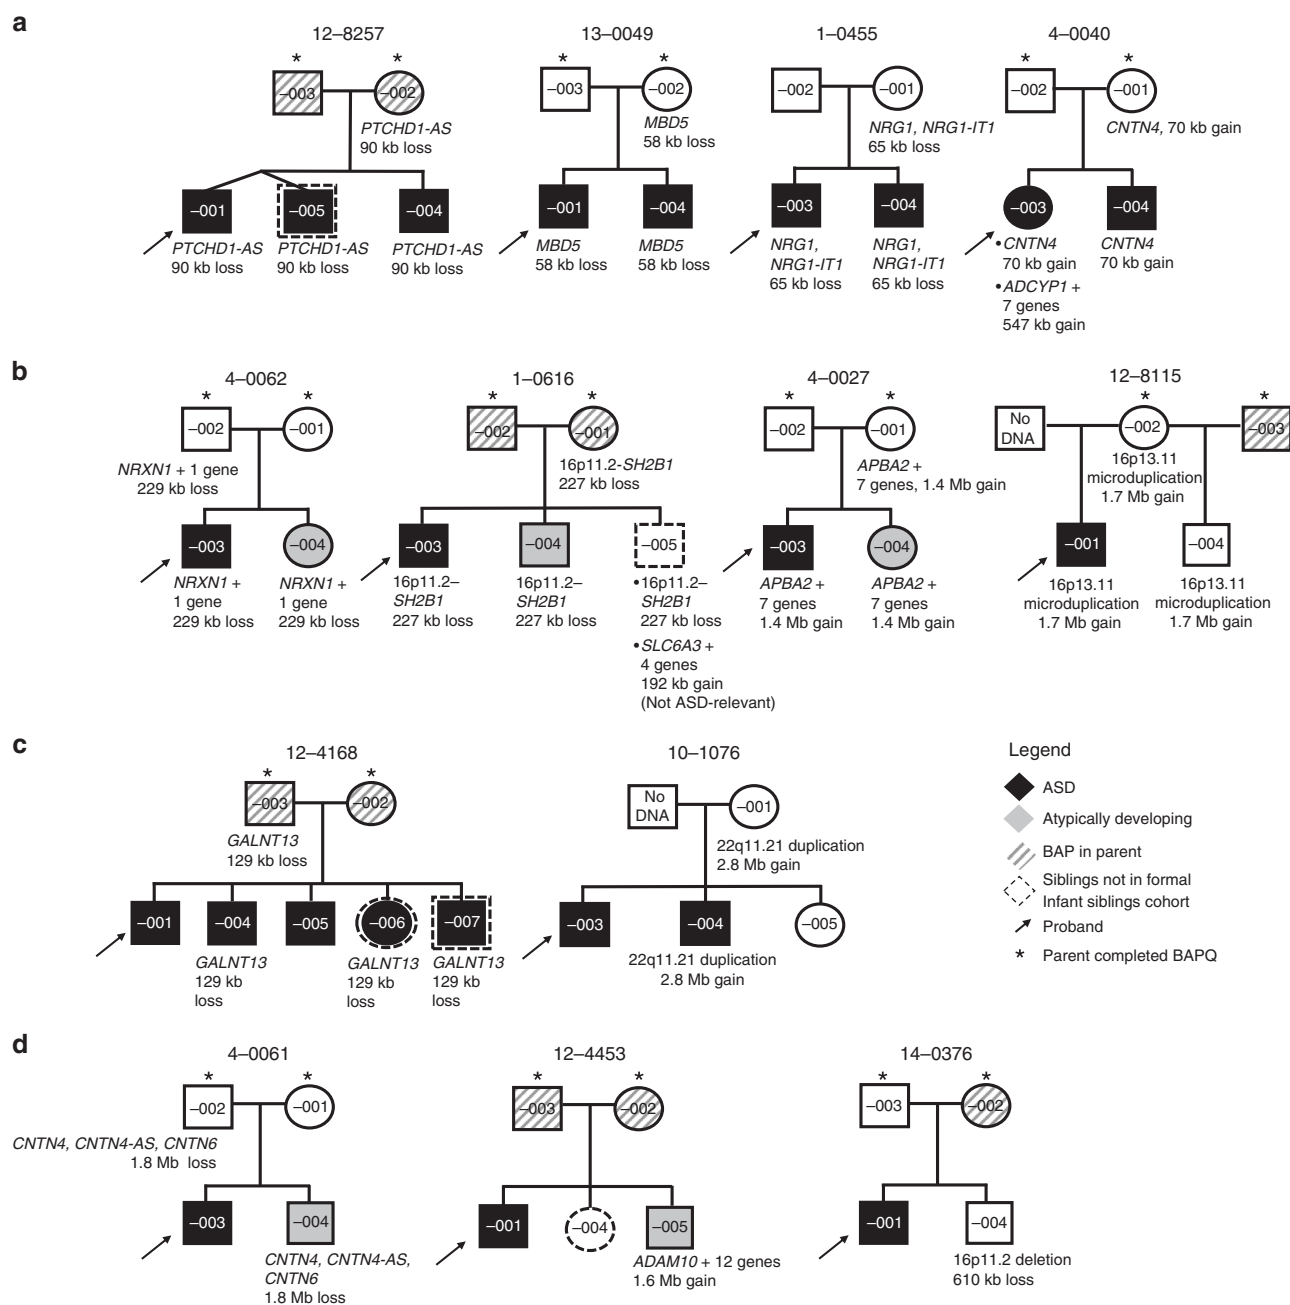 a
12–8257
13–0049
1–0455
4–0040
* * * * * *
–003 –002 –003 –002 –002 –001 –002 –001
PTCHD1-AS
90 kb loss
MBD5
58 kb loss
NRG1, NRG1-IT1
65 kb loss
CNTN4, 70 kb gain
–001 –005 –004 –001 –004 –003 –004 –003 –004
PTCHD1-AS
90 kb loss
PTCHD1-AS
90 kb loss
PTCHD1-AS
90 kb loss
MBD5
58 kb loss
MBD5
58 kb loss
NRG1,
NRG1-IT1
65 kb loss
NRG1,
NRG1-IT1
65 kb loss
•CNTN4
70 kb gain
•ADCYP1 +
7 genes
547 kb gain
CNTN4
70 kb gain
b
4–0062
1–0616
4–0027
12–8115
* * * * * * * *
–002 –001 –002 –001 –002 –001
No
DNA
–002 –003
NRXN1 + 1 gene
229 kb loss
16p11.2-SH2B1
227 kb loss
APBA2 +
7 genes, 1.4 Mb gain
16p13.11
microduplication
1.7 Mb gain
–003 –004 –003 –004 –005 –003 –004 –001 –004
NRXN1 +
1 gene
229 kb loss
NRXN1 +
1 gene
229 kb loss
16p11.2–
SH2B1
227 kb loss
16p11.2–
SH2B1
227 kb loss
•16p11.2–
SH2B1
227 kb loss
•SLC6A3 +
4 genes
192 kb gain
(Not ASD-relevant)
APBA2 +
7 genes
1.4 Mb gain
APBA2 +
7 genes
1.4 Mb gain
16p13.11
microduplication
1.7 Mb gain
16p13.11
microduplication
1.7 Mb gain
c
12–4168
10–1076
* *
–003 –002
No
DNA
–001
GALNT13
129 kb loss
22q11.21 duplication
2.8 Mb gain
–001 –004 –005 –006 –007 –003 –004 –005
GALNT13
129 kb
loss
GALNT13
129 kb
loss
GALNT13
129 kb
loss
22q11.21 duplication
2.8 Mb gain
Legend
ASD
Atypically developing
BAP in parent
Siblings not in formal
Infant siblings cohort
Proband
* Parent completed BAPQ
d
4–0061
12–4453
14–0376
* * * * * *
–002 –001 –003 –002 –003 –002
CNTN4, CNTN4-AS, CNTN6
1.8 Mb loss
–003 –004 –001 –004 –005 –001 –004
CNTN4, CNTN4-AS,
CNTN6
1.8 Mb loss
ADAM10 + 12 genes
1.6 Mb gain
16p11.2 deletion
610 kb loss